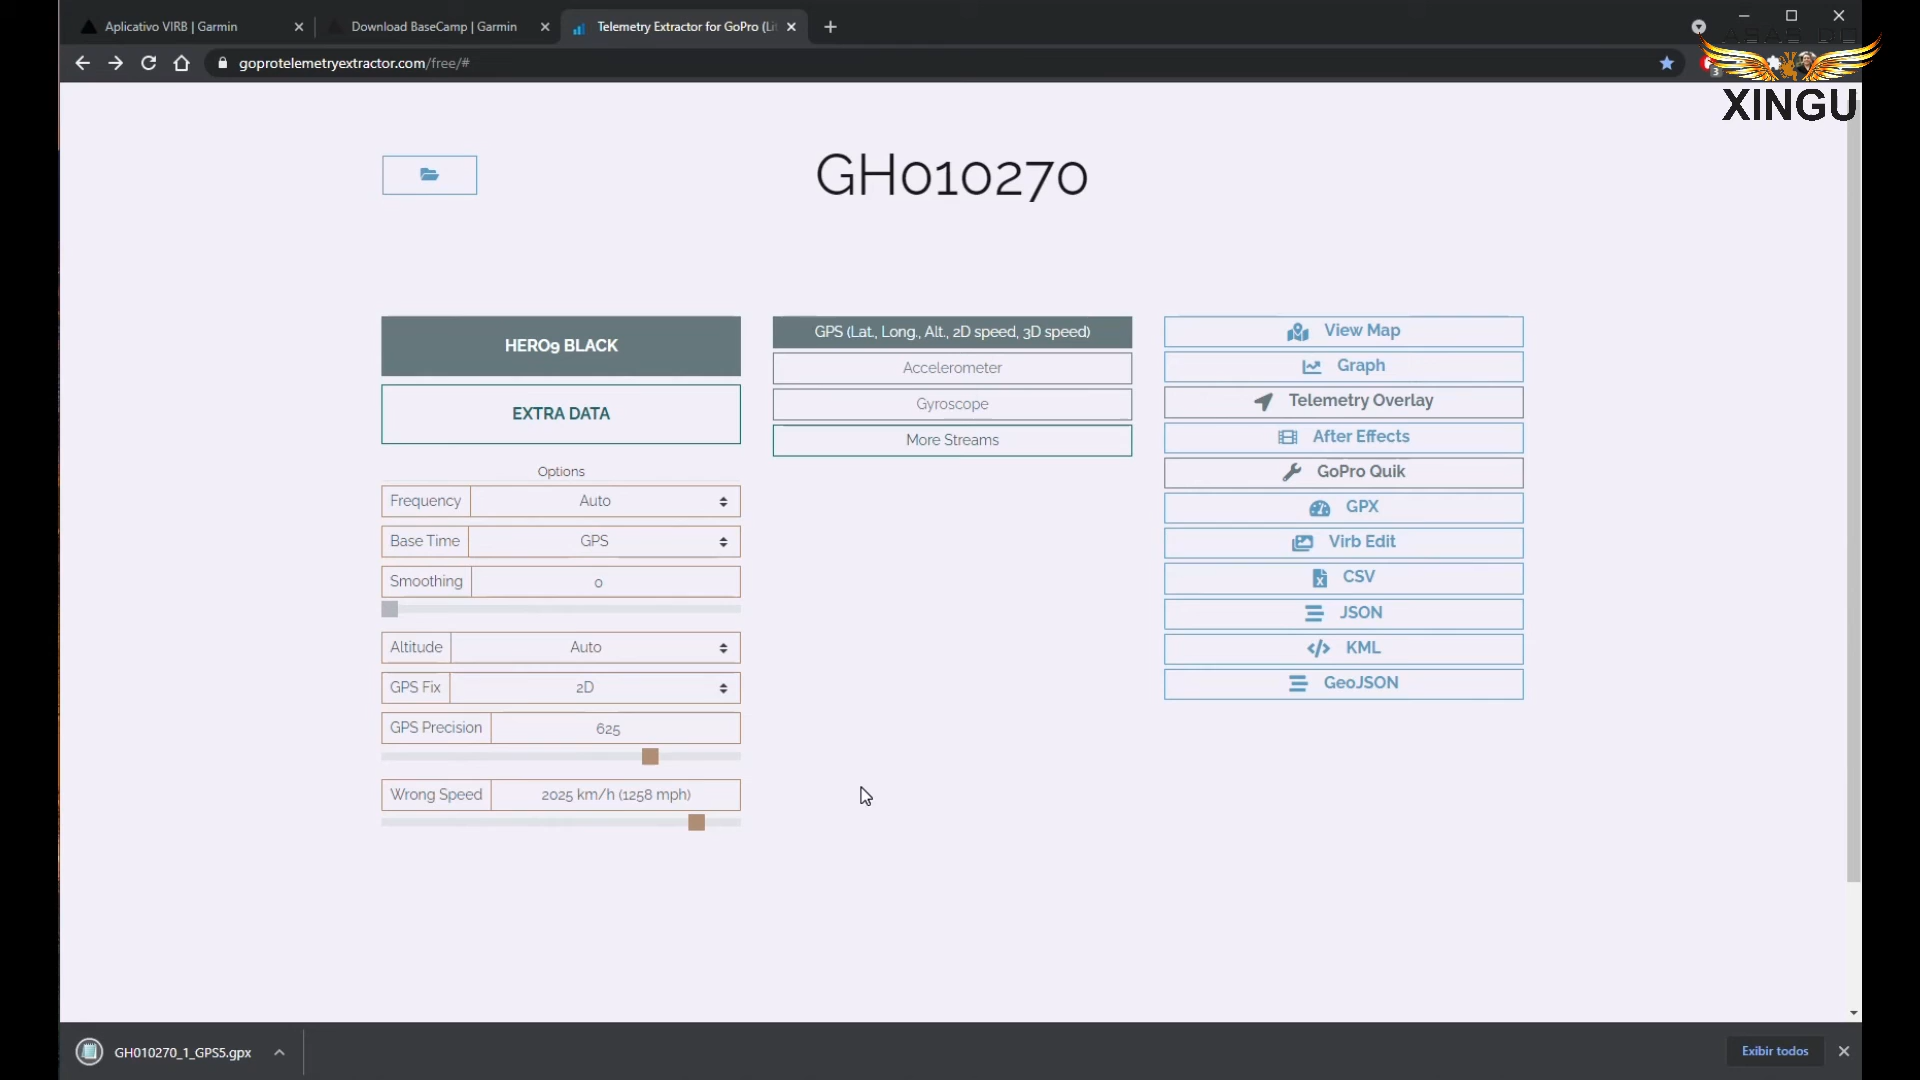 Aplicativo VIRB | Garmin
Download BaseCamp | Garmin
Telemetry Extractor for GoPro (Lit
goprotelemetryextractor.com/free/#
3
XINGU
GH010270
HERO9 BLACK
EXTRA DATA
Options
Frequency Auto
Base Time GPS
Smoothing 0
Altitude Auto
GPS Fix 2D
GPS Precision 625
Wrong Speed 2025 km/h (1258 mph)
GPS (Lat., Long., Alt., 2D speed, 3D speed)
Accelerometer
Gyroscope
More Streams
View Map
Graph
Telemetry Overlay
After Effects
GoPro Quik
GPX
Virb Edit
CSV
JSON
KML
GeoJSON
GH010270_1_GPS5.gpx
Exibir todos